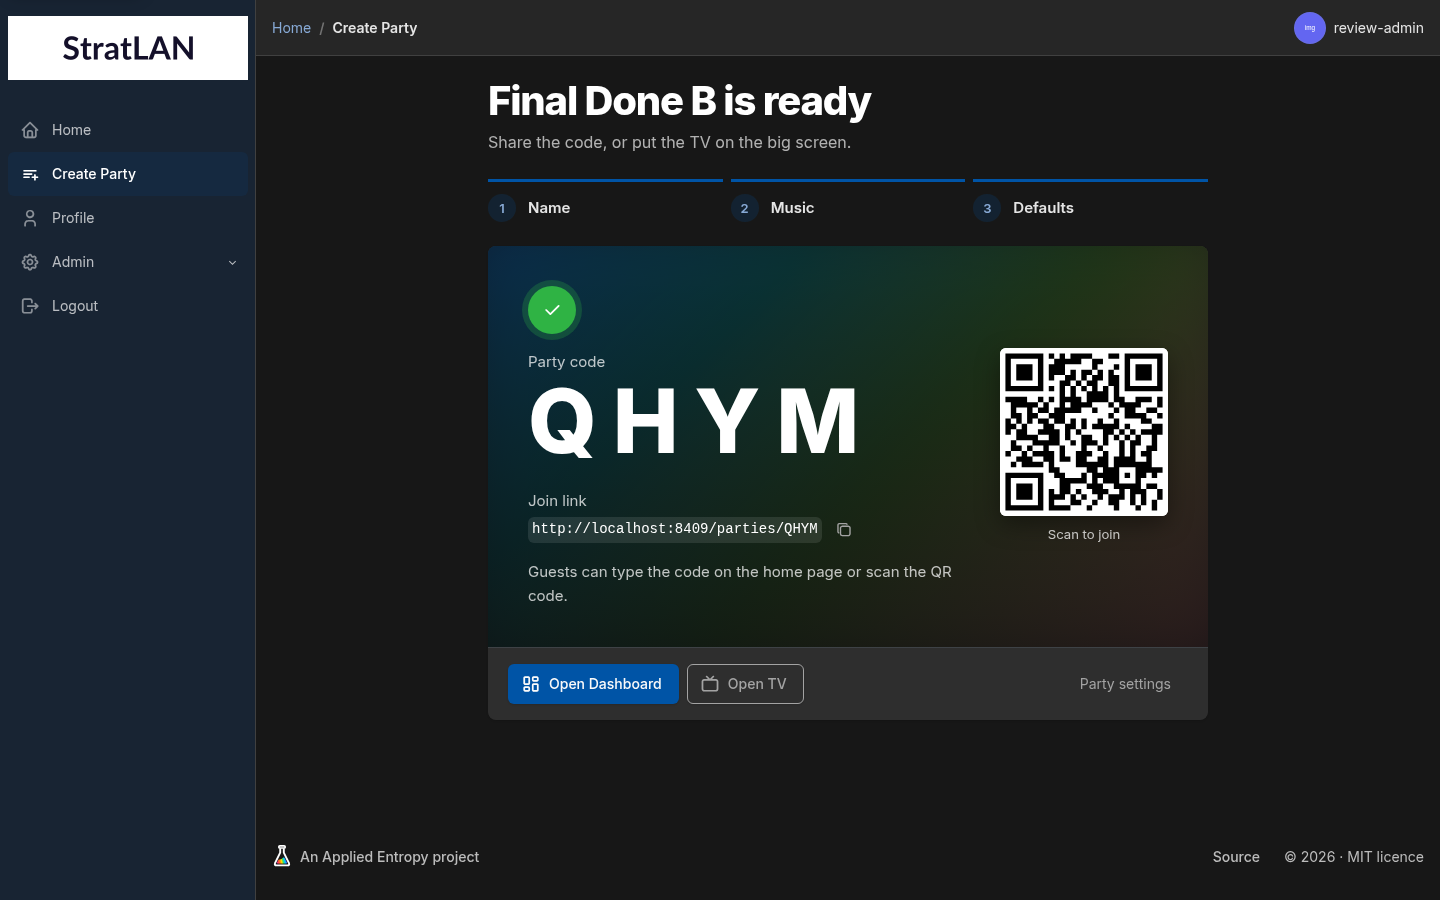 StratLAN
Home / Create Party
img
review-admin
Home
Create Party
Profile
Admin
Logout
Final Done B is ready
Share the code, or put the TV on the big screen.
1 Name
2 Music
3 Defaults
Party code
QHYM
Join link
http://localhost:8409/parties/QHYM
Guests can type the code on the home page or scan the QR
code.
Scan to join
Open Dashboard
Open TV
Party settings
An Applied Entropy project
Source
© 2026 · MIT licence